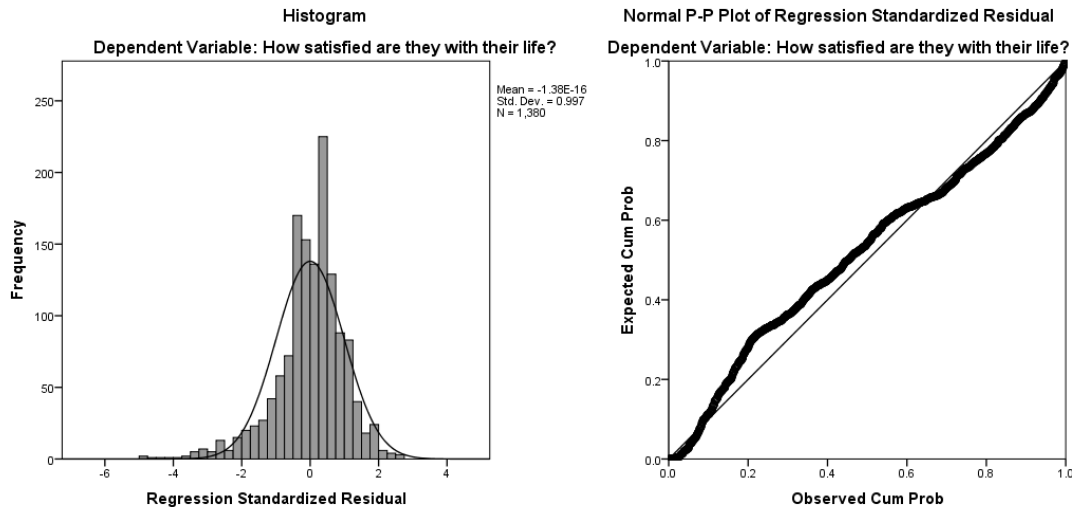 Histogram
Dependent Variable: How satisfied are they with their life?
Mean = -1.38E-16
Std. Dev. = 0.997
N = 1,380
250
200
150
100
50
0
Frequency
-6 -4 -2 0 2 4
Regression Standardized Residual
Normal P-P Plot of Regression Standardized Residual
Dependent Variable: How satisfied are they with their life?
1.0
0.8
0.6
0.4
0.2
0.0
Expected Cum Prob
0.0 0.2 0.4 0.6 0.8 1.0
Observed Cum Prob